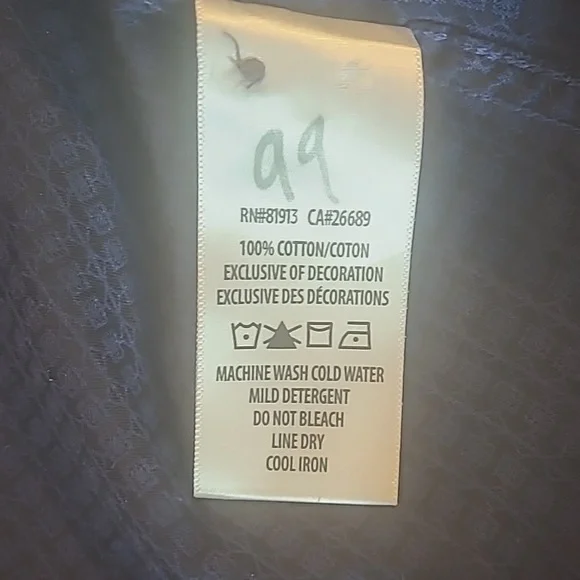 99
RN#81913 CA#26689
100% COTTON/COTON
EXCLUSIVE OF DECORATION
EXCLUSIVE DES DÉCORATIONS
MACHINE WASH COLD WATER
MILD DETERGENT
DO NOT BLEACH
LINE DRY
COOL IRON